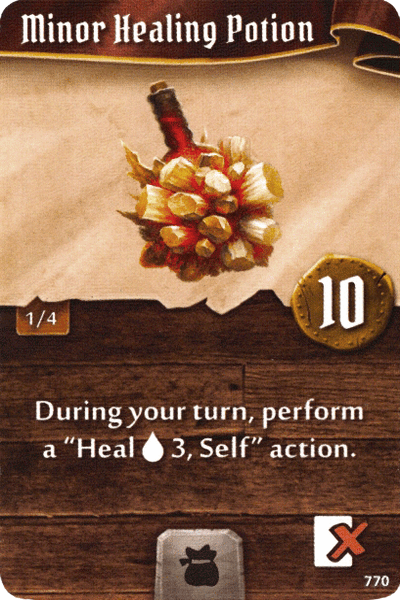 Minor Healing Potion
10
1/4
During your turn, perform
a “Heal 3, Self” action.
770